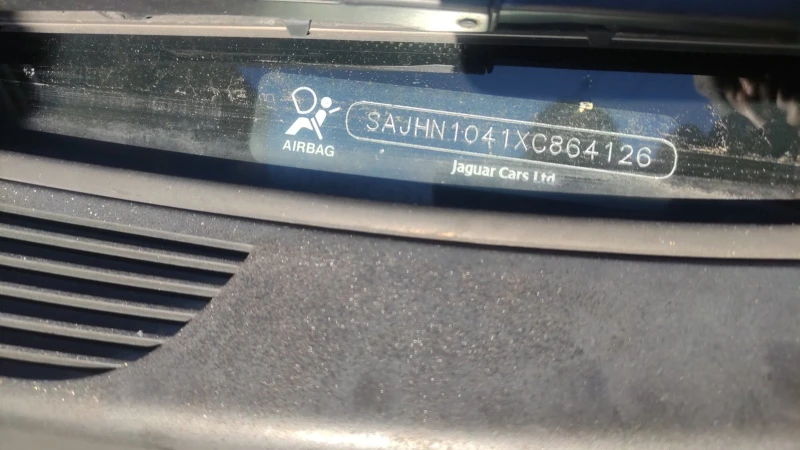 SAJHN1041XC864126
AIRBAG
Jaguar Cars Ltd